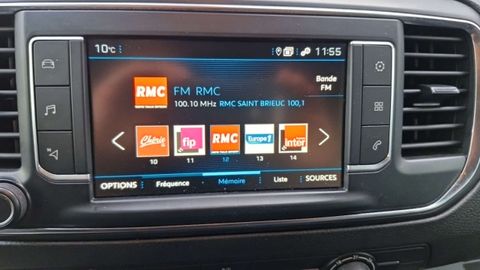 10°C 11:55
RMC FM RMC Bande
100.10 MHz RMC SAINT BRIEUC 100,1 FM
Chérie fip RMC Europe 1 inter
10 11 12 13 14
OPTIONS Fréquence Mémoire Liste SOURCES